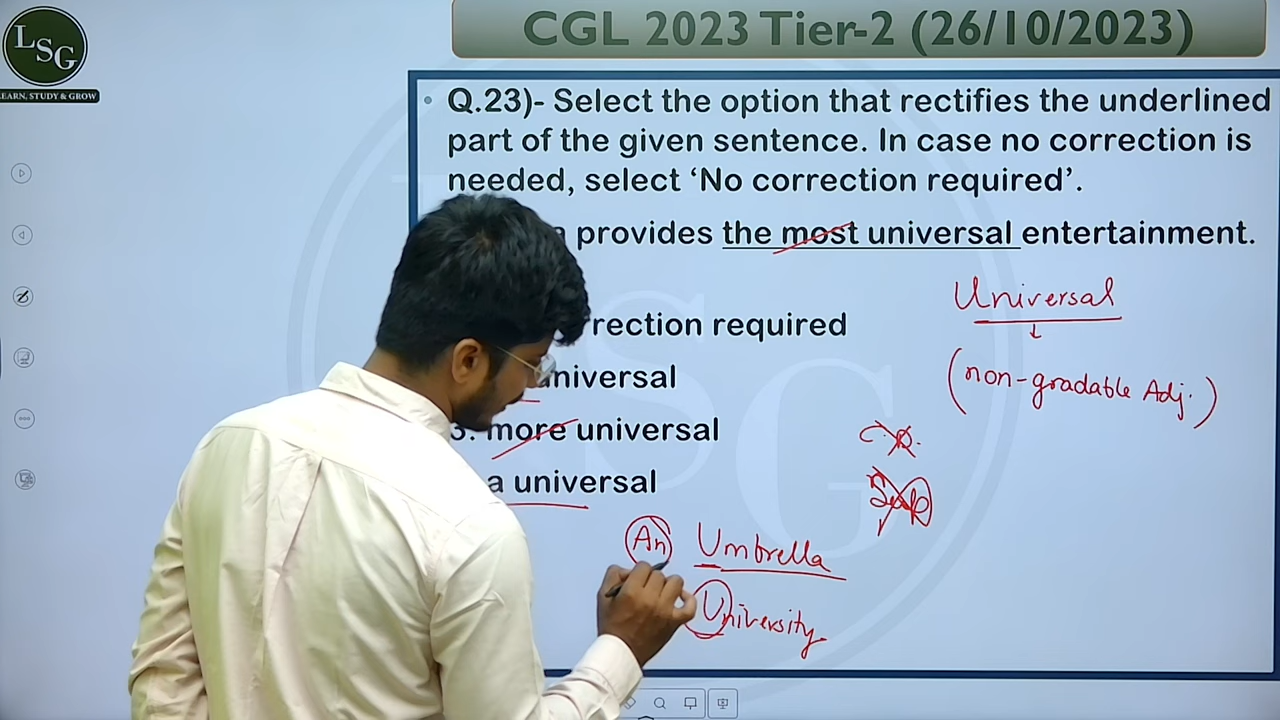 LSG
LEARN, STUDY & GROW
CGL 2023 Tier-2 (26/10/2023)
• Q.23)- Select the option that rectifies the underlined
part of the given sentence. In case no correction is
needed, select ‘No correction required’.
provides the most universal entertainment.
Universal
rection required
(non-gradable Adj.)
universal
3. more universal
a universal
An Umbrella
University